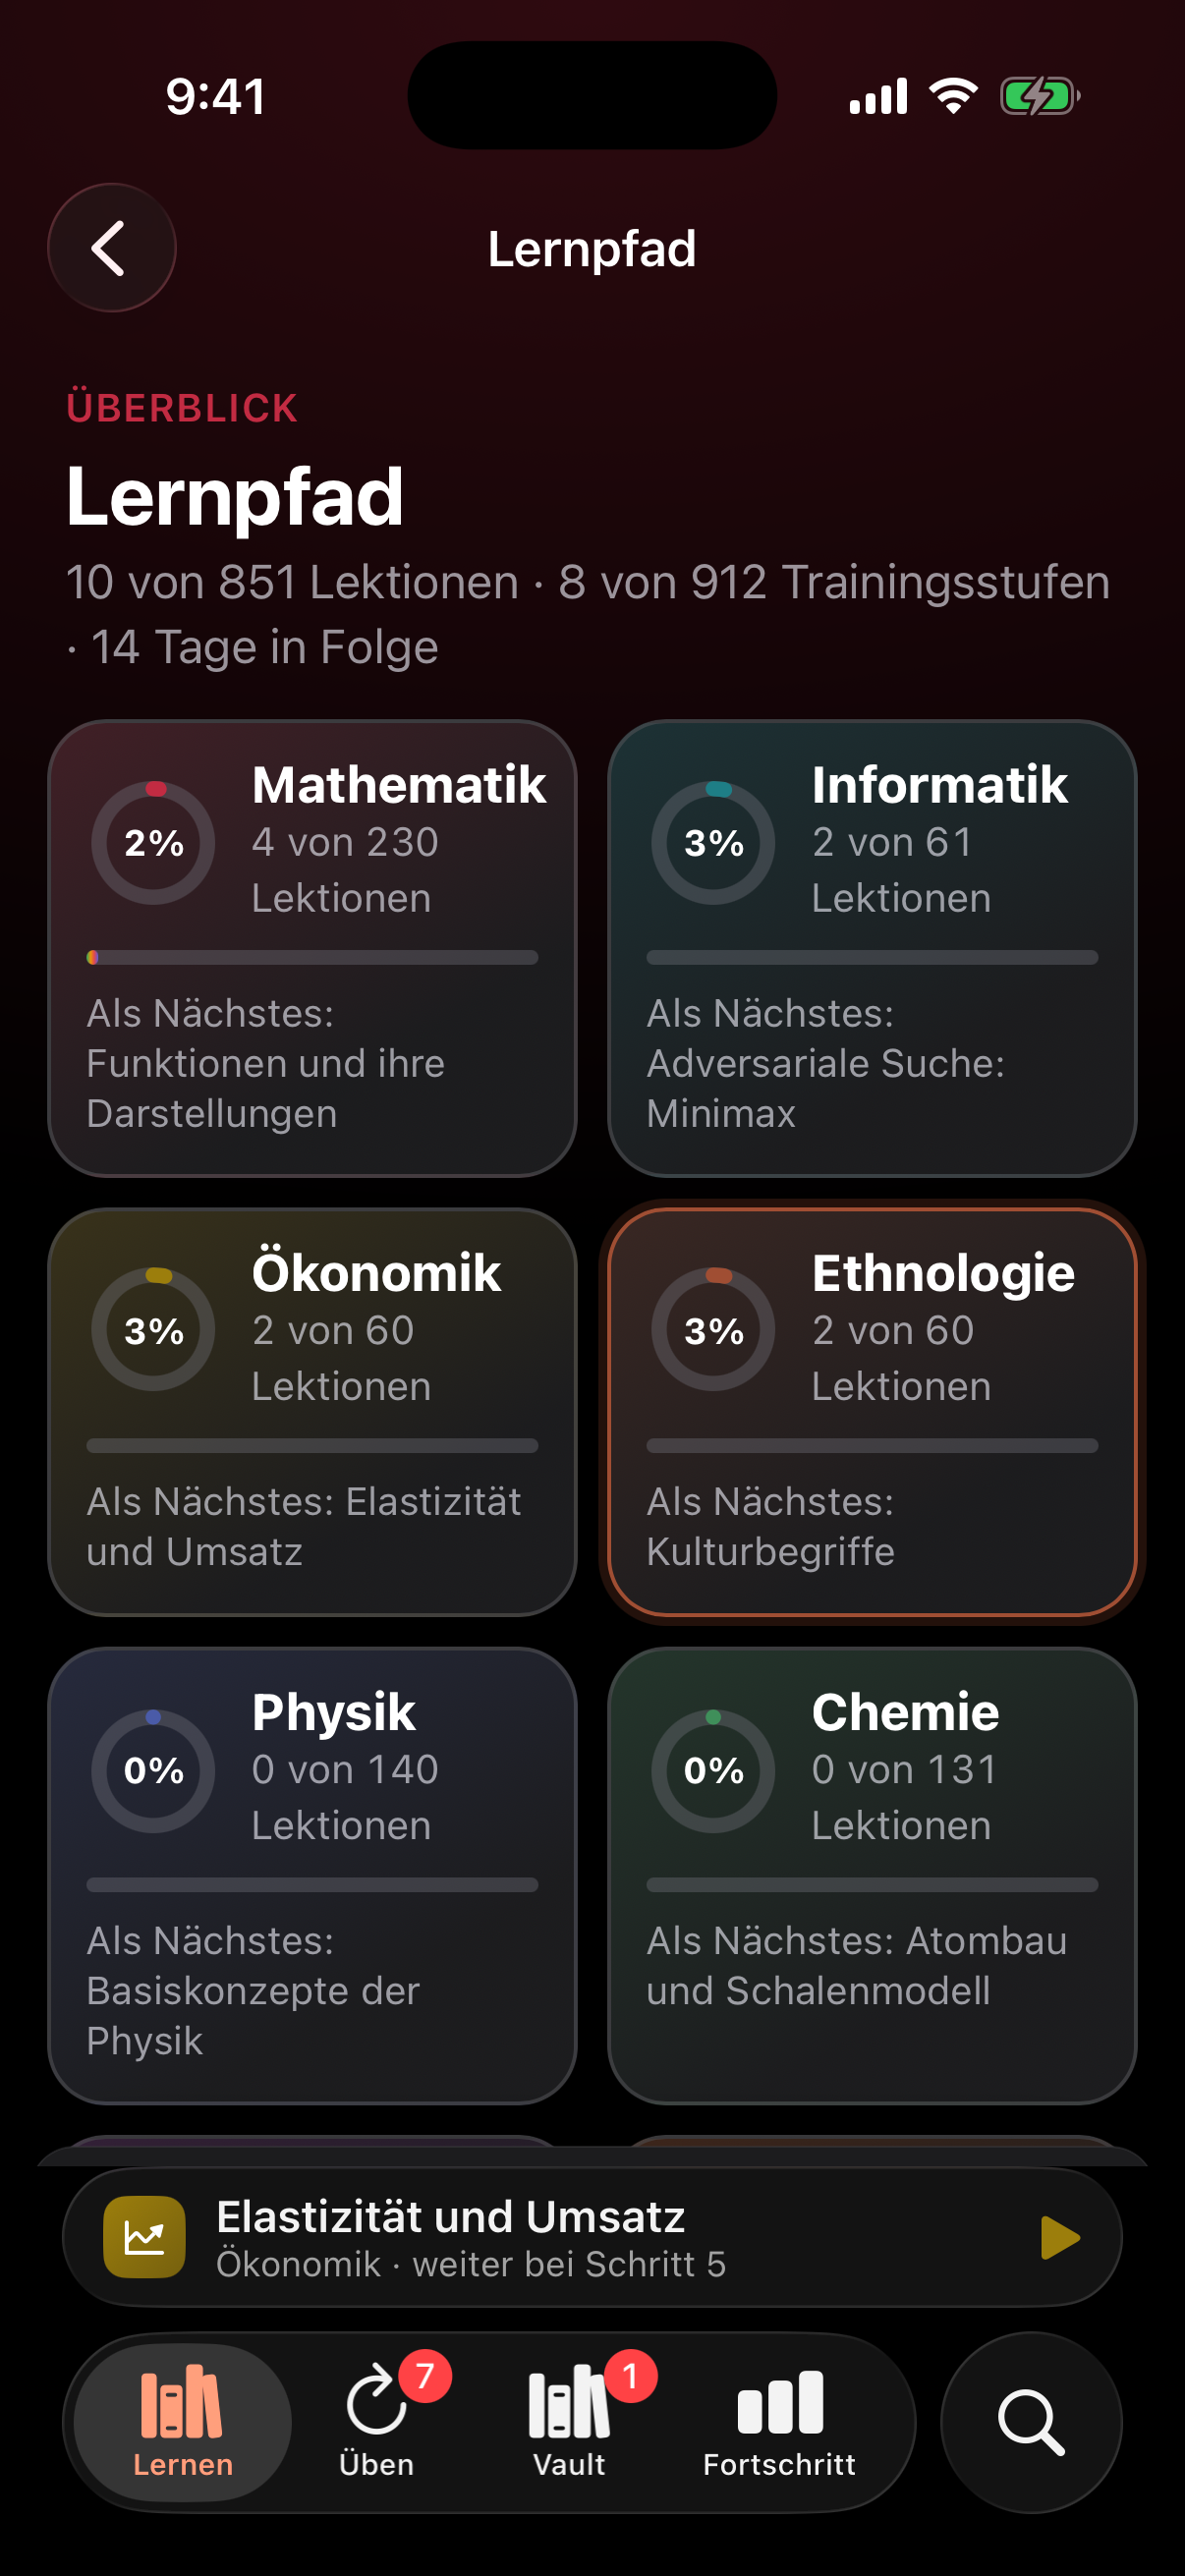 9:41
Lernpfad
ÜBERBLICK
Lernpfad
10 von 851 Lektionen · 8 von 912 Trainingsstufen
· 14 Tage in Folge
2%
Mathematik
4 von 230
Lektionen
Als Nächstes:
Funktionen und ihre
Darstellungen
3%
Informatik
2 von 61
Lektionen
Als Nächstes:
Adversariale Suche:
Minimax
3%
Ökonomik
2 von 60
Lektionen
Als Nächstes: Elastizität
und Umsatz
3%
Ethnologie
2 von 60
Lektionen
Als Nächstes:
Kulturbegriffe
0%
Physik
0 von 140
Lektionen
Als Nächstes:
Basiskonzepte der
Physik
0%
Chemie
0 von 131
Lektionen
Als Nächstes: Atombau
und Schalenmodell
Elastizität und Umsatz
Ökonomik · weiter bei Schritt 5
Lernen
7
Üben
1
Vault
Fortschritt